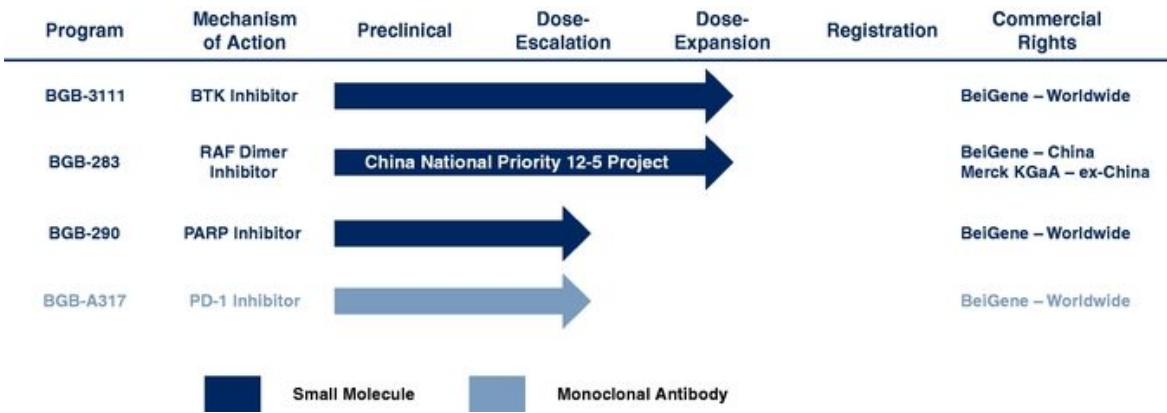 Program
Mechanism
of Action
Preclinical
Dose-
Escalation
Dose-
Expansion
Registration
Commercial
Rights
BGB-3111
BTK Inhibitor
BeiGene – Worldwide
BGB-283
RAF Dimer
Inhibitor
China National Priority 12-5 Project
BeiGene – China
Merck KGaA – ex-China
BGB-290
PARP Inhibitor
BeiGene – Worldwide
BGB-A317
PD-1 Inhibitor
BeiGene – Worldwide
Small Molecule
Monoclonal Antibody